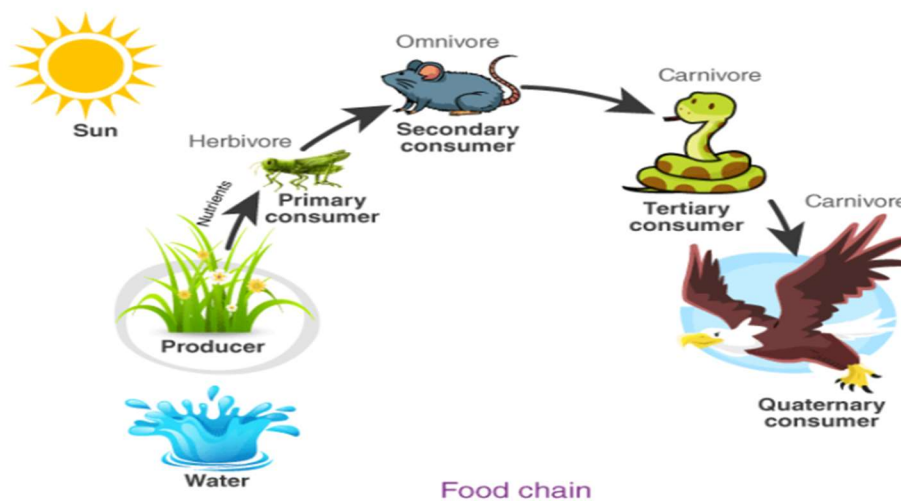 Sun
Omnivore
Secondary
consumer
Herbivore
Primary
consumer
Nutrients
Carnivore
Tertiary
consumer
Carnivore
Quaternary
consumer
Producer
Water
Food chain